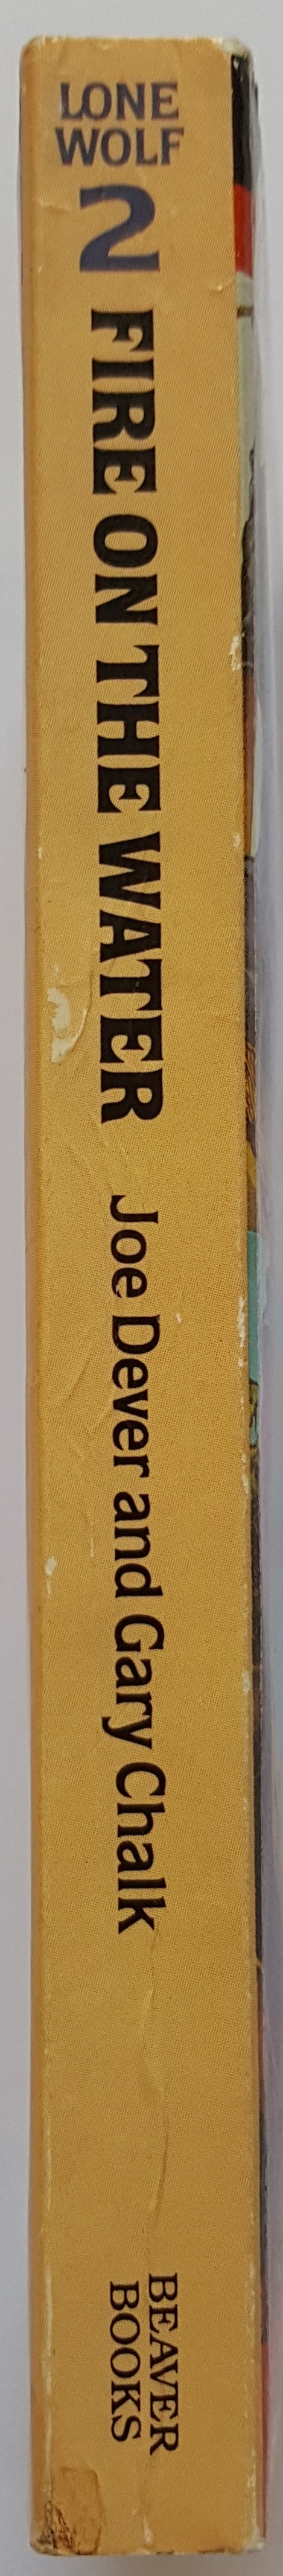 LONE
WOLF
2
FIRE ON THE WATER
Joe Dever and Gary Chalk
BEAVER
BOOKS